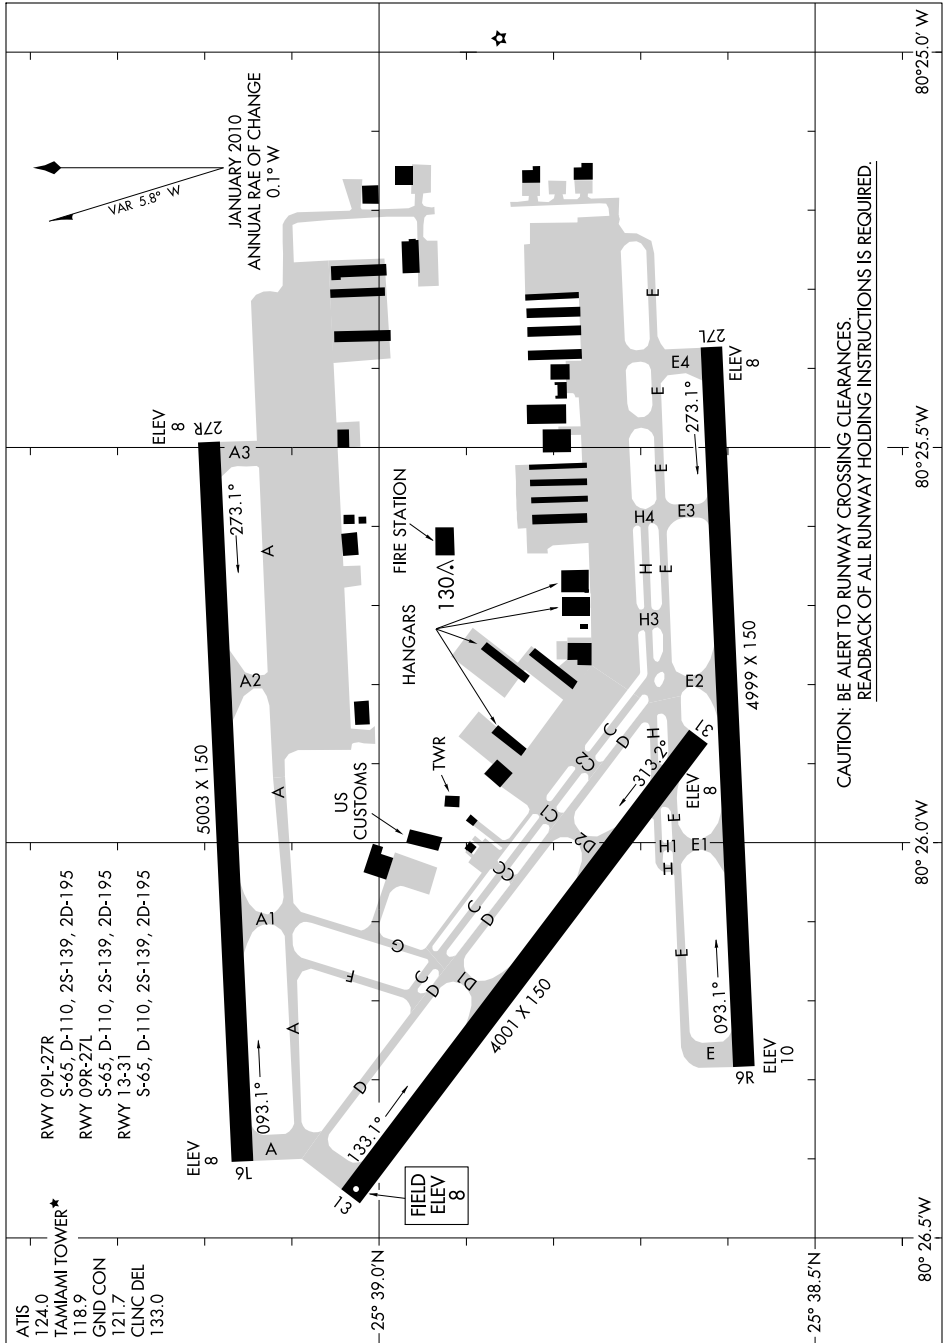 ATIS
124.0
TAMIAMI TOWER
118.9
GND CON
121.7
CLNC DEL
133.0
RWY 09L-27R
S-65, D-110, 2S-139, 2D-195
RWY 09R-27L
S-65, D-110, 2S-139, 2D-195
RWY 13-31
S-65, D-110, 2S-139, 2D-195
VAR 5.8° W
JANUARY 2010
ANNUAL RAE OF CHANGE
0.1° W
ELEV
8
9L
093.1°
5003 X 150
273.1°
27R
ELEV
8
A
A
A1
A
A2
A
A3
F
G
US
CUSTOMS
TWR
HANGARS
FIRE STATION
130
13
133.1°
FIELD
ELEV
8
D
D
C
D1
D
C
CC
C1
D2
C2
D
C
4001 X 150
313.2°
31
ELEV
8
H
H1
H
H3
H
H4
E
E
E1
E
E2
E
E3
E
E
E4
E
9R
ELEV
10
093.1°
4999 X 150
273.1°
27L
ELEV
8
CAUTION: BE ALERT TO RUNWAY CROSSING CLEARANCES.
READBACK OF ALL RUNWAY HOLDING INSTRUCTIONS IS REQUIRED.
25° 39.0'N
25° 38.5'N
80° 26.5'W
80° 26.0' W
80°25.5' W
80°25.0' W